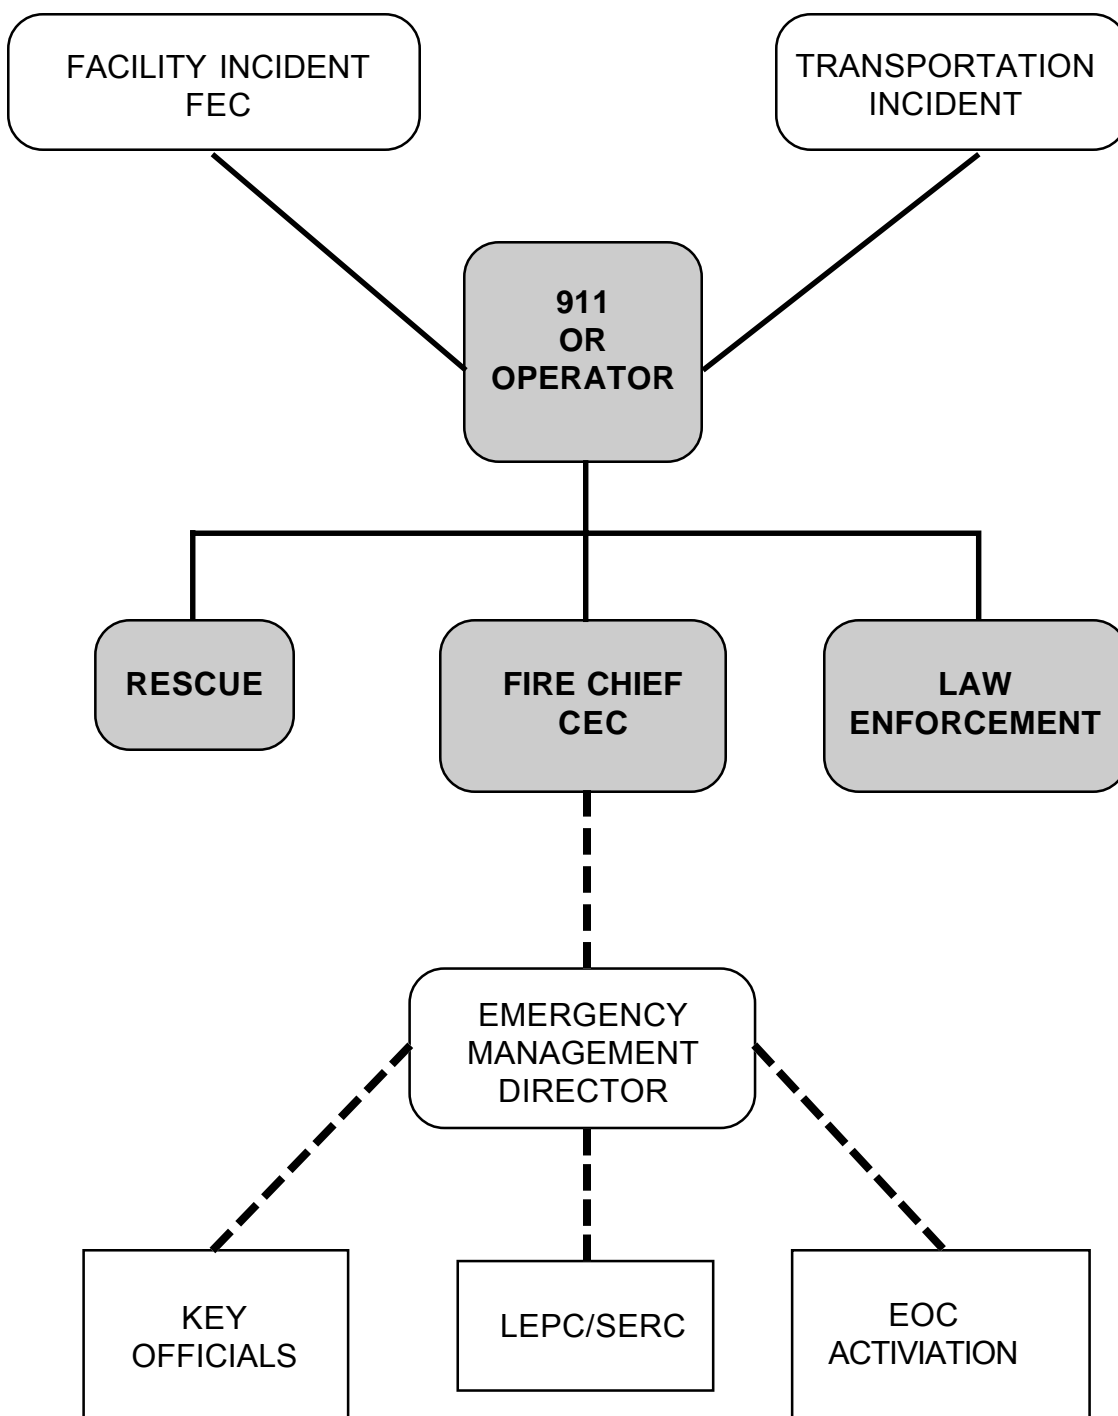 FACILITY INCIDENT
FEC
TRANSPORTATION
INCIDENT
911
OR
OPERATOR
RESCUE
FIRE CHIEF
CEC
LAW
ENFORCEMENT
EMERGENCY
MANAGEMENT
DIRECTOR
KEY
OFFICIALS
LEPC/SERC
EOC
ACTIVIATION